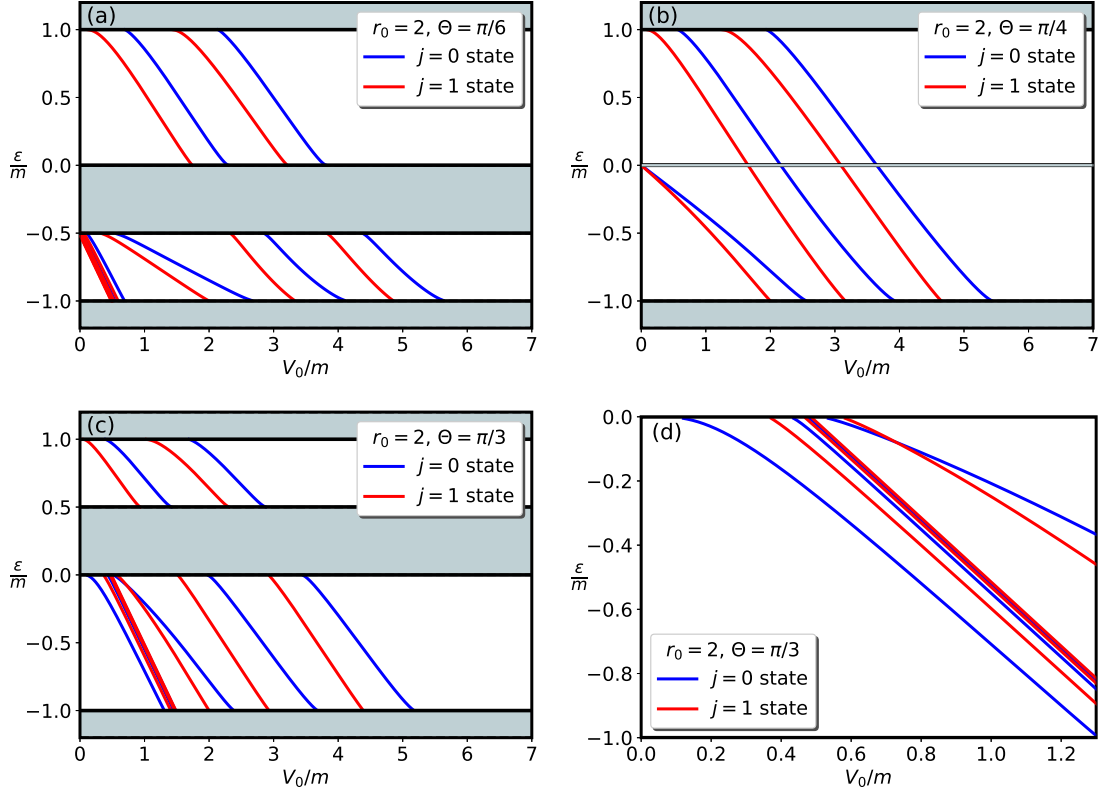 (a)
r₀ = 2, Θ = π/6
j = 0 state
j = 1 state
1.0
0.5
0.0
−0.5
−1.0
ε/m
0 1 2 3 4 5 6 7
V₀/m
(b)
r₀ = 2, Θ = π/4
j = 0 state
j = 1 state
1.0
0.5
0.0
−0.5
−1.0
ε/m
0 1 2 3 4 5 6 7
V₀/m
(c)
r₀ = 2, Θ = π/3
j = 0 state
j = 1 state
1.0
0.5
0.0
−0.5
−1.0
ε/m
0 1 2 3 4 5 6 7
V₀/m
(d)
0.0
−0.2
−0.4
−0.6
−0.8
−1.0
ε/m
r₀ = 2, Θ = π/3
j = 0 state
j = 1 state
0.0 0.2 0.4 0.6 0.8 1.0 1.2
V₀/m